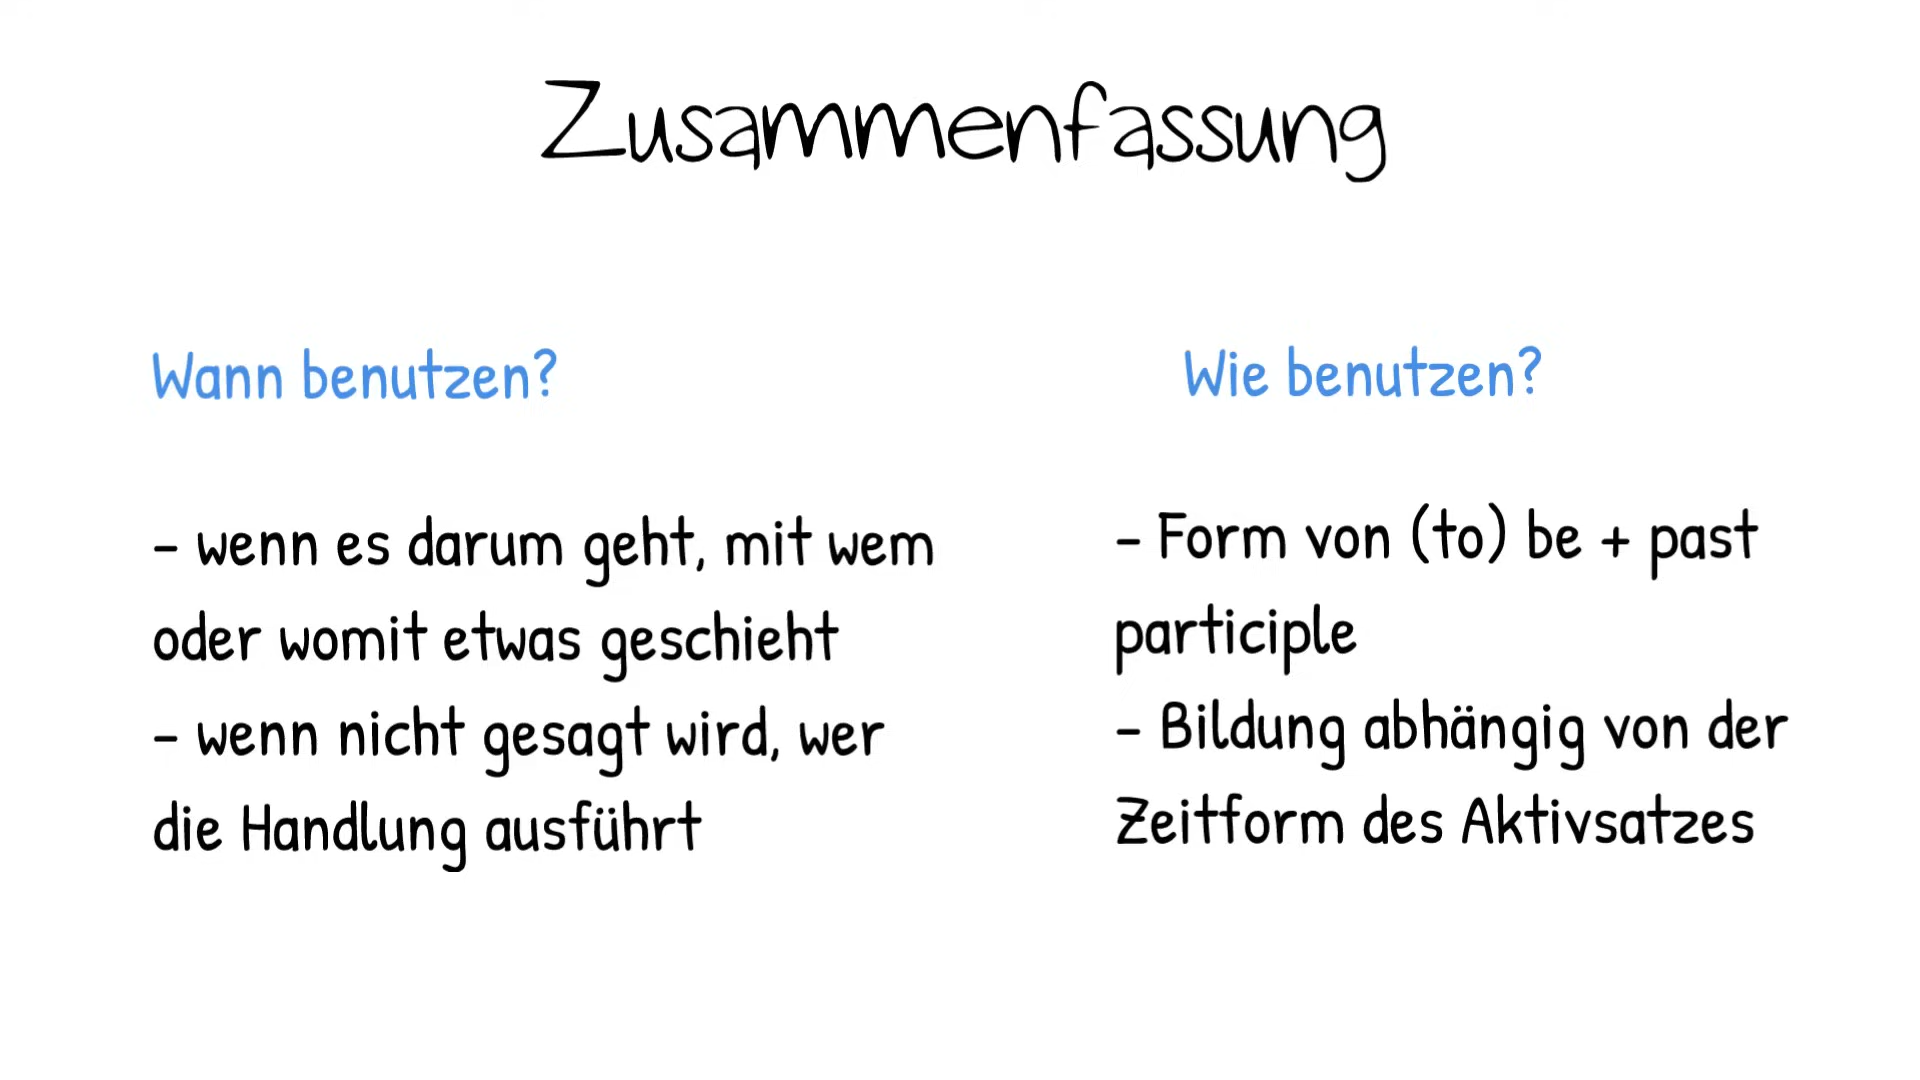 Zusammenfassung
Wann benutzen?
- wenn es darum geht, mit wem
oder womit etwas geschieht
- wenn nicht gesagt wird, wer
die Handlung ausführt
Wie benutzen?
- Form von (to) be + past
participle
- Bildung abhängig von der
Zeitform des Aktivsatzes